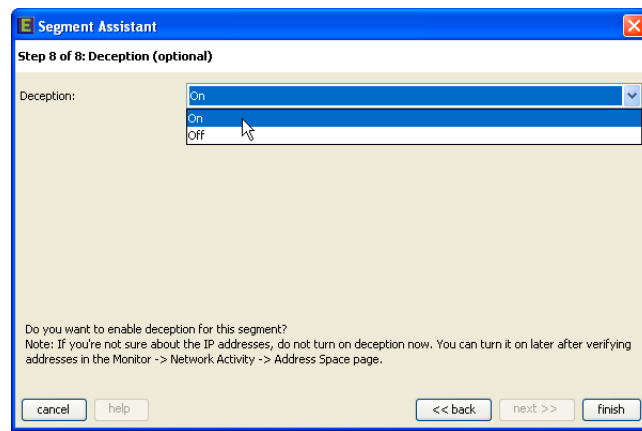 E Segment Assistant
Step 8 of 8: Deception (optional)
Deception: On
On
Off
Do you want to enable deception for this segment?
Note: If you're not sure about the IP addresses, do not turn on deception now. You can turn it on later after verifying
addresses in the Monitor -> Network Activity -> Address Space page.
cancel help << back next >> finish